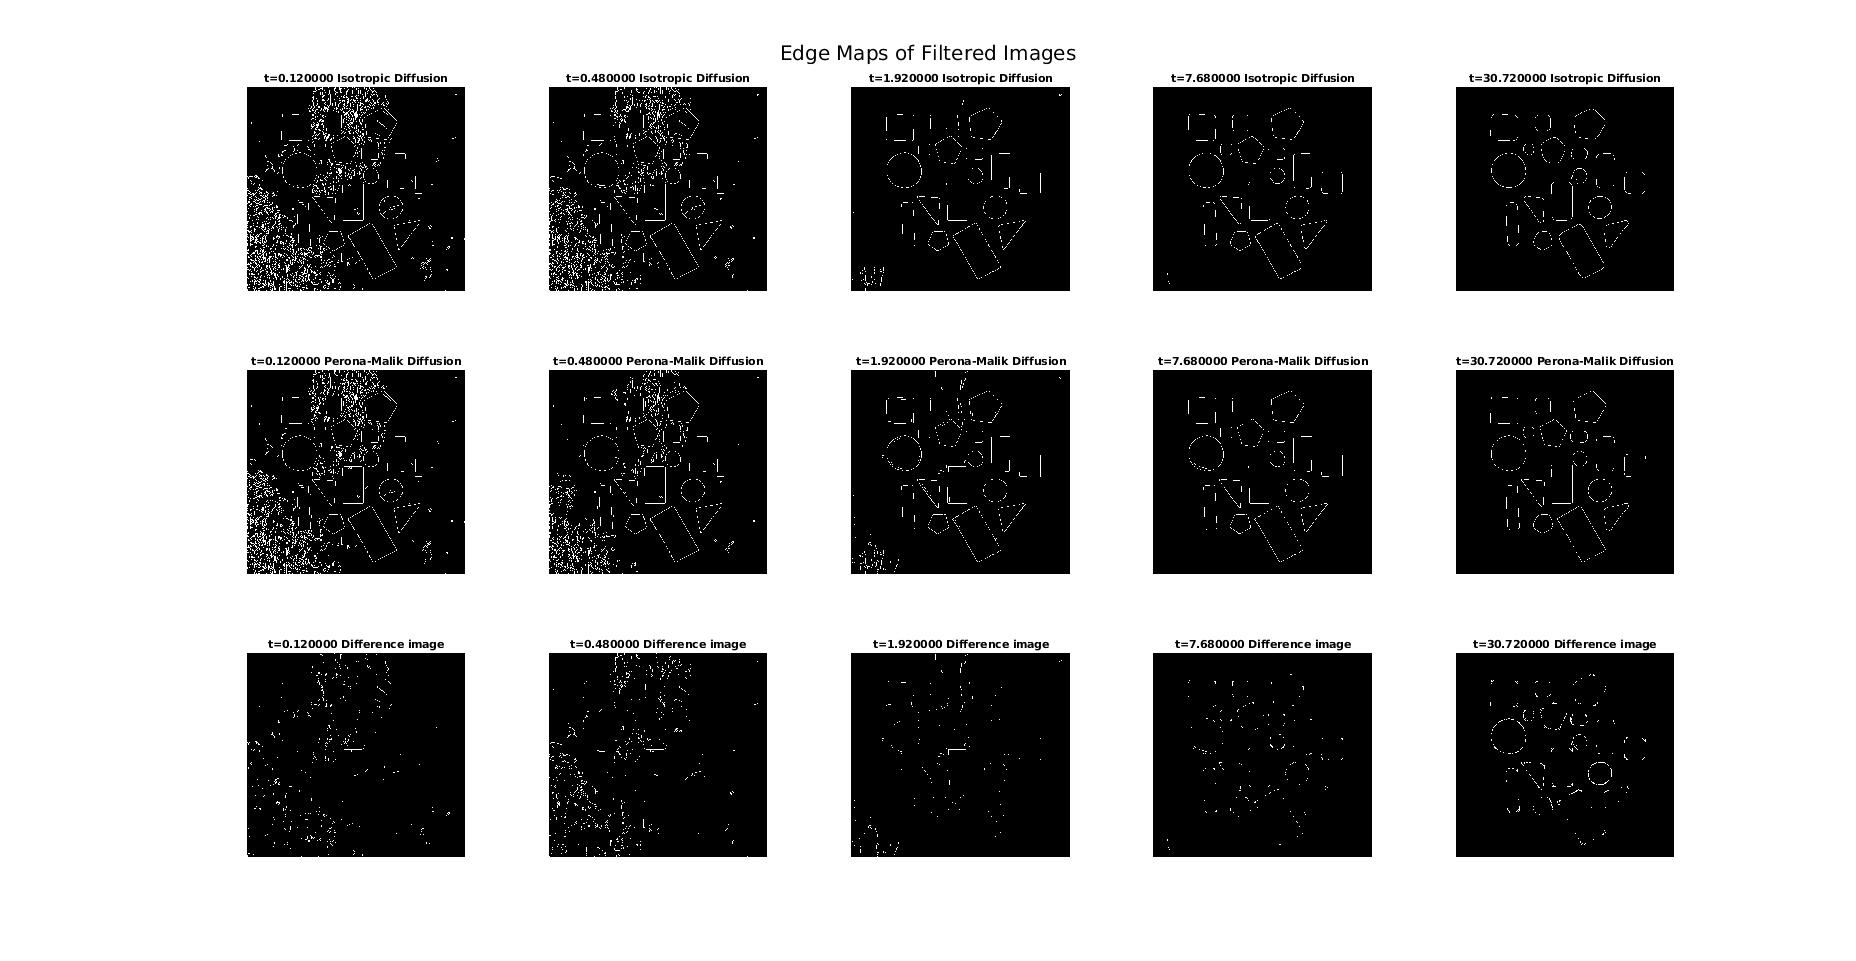 Edge Maps of Filtered Images
t=0.120000 Isotropic Diffusion
t=0.480000 Isotropic Diffusion
t=1.920000 Isotropic Diffusion
t=7.680000 Isotropic Diffusion
t=30.720000 Isotropic Diffusion
t=0.120000 Perona-Malik Diffusion
t=0.480000 Perona-Malik Diffusion
t=1.920000 Perona-Malik Diffusion
t=7.680000 Perona-Malik Diffusion
t=30.720000 Perona-Malik Diffusion
t=0.120000 Difference image
t=0.480000 Difference image
t=1.920000 Difference image
t=7.680000 Difference image
t=30.720000 Difference image